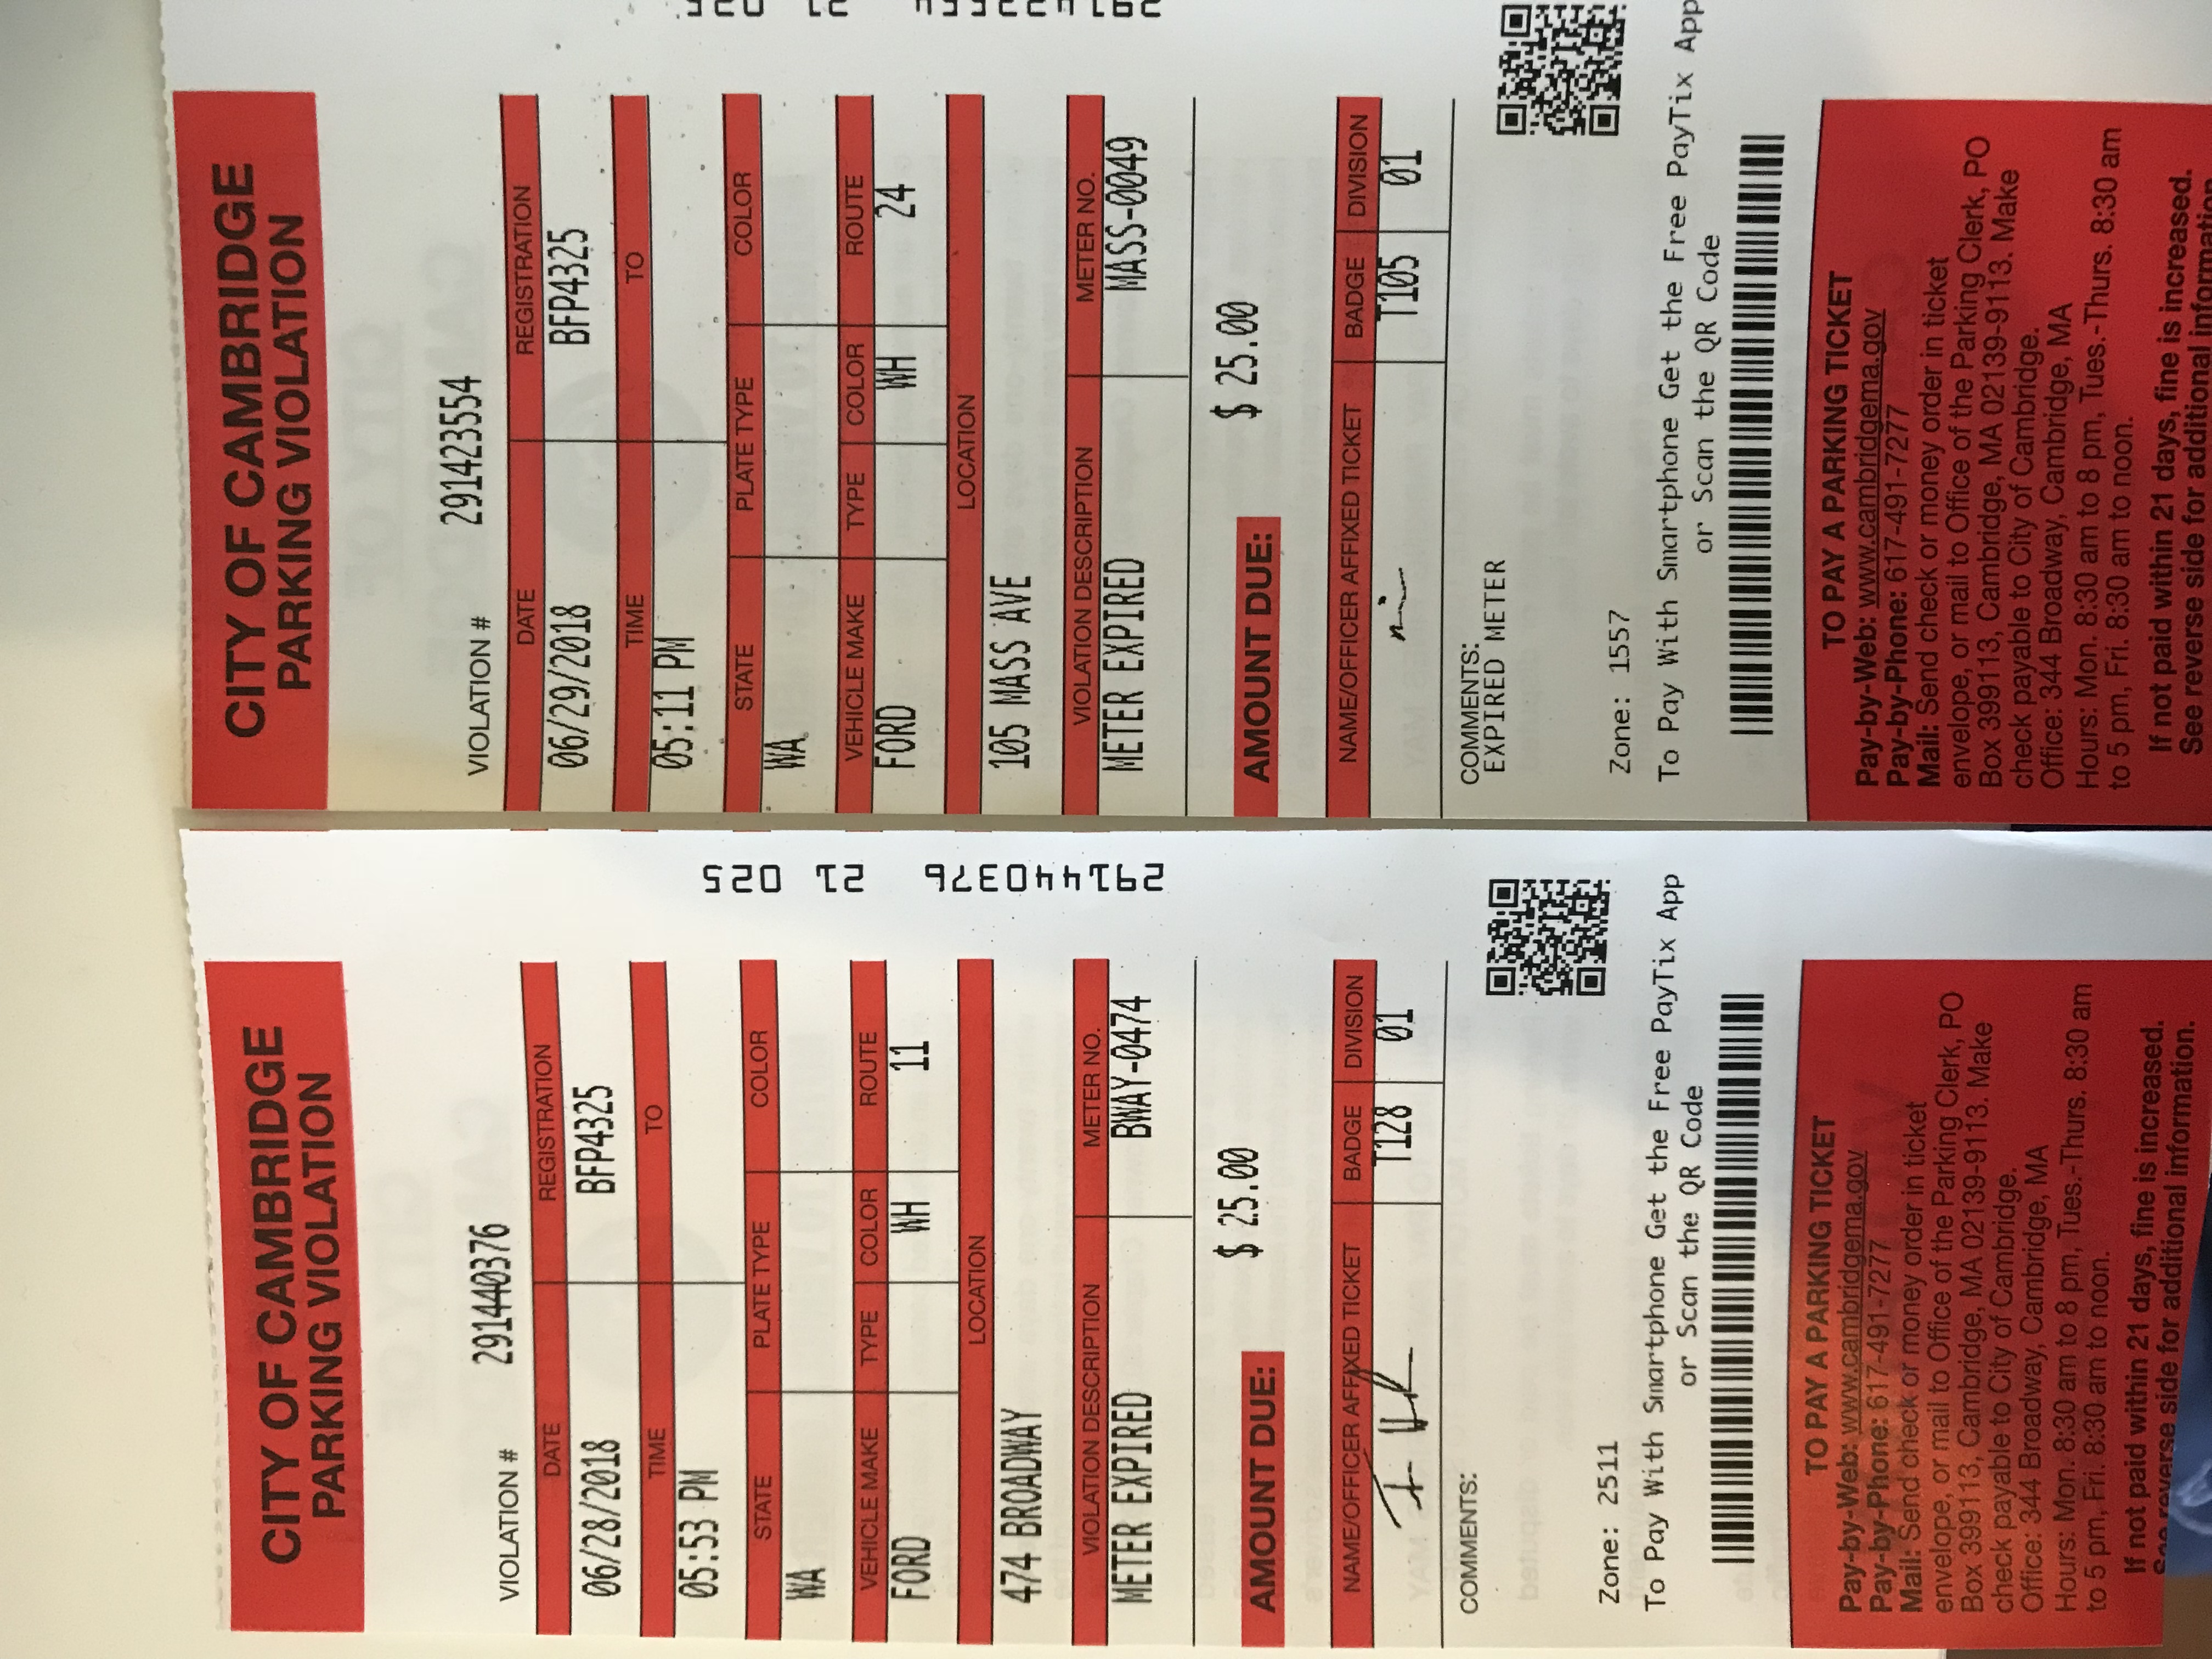 CITY OF CAMBRIDGE
PARKING VIOLATION
VIOLATION # 291440376
DATE REGISTRATION
06/28/2018 BFP4325
TIME TO
05:53 PM
STATE PLATE TYPE COLOR
WA
VEHICLE MAKE TYPE COLOR ROUTE
FORD WH 11
LOCATION
474 BROADWAY
VIOLATION DESCRIPTION METER NO.
METER EXPIRED BWAY-0474
AMOUNT DUE: $ 25.00
NAME/OFFICER AFFIXED TICKET BADGE DIVISION
T128 01
COMMENTS:
Zone: 2511
To Pay With Smartphone Get the Free PayTix App
or Scan the QR Code
TO PAY A PARKING TICKET
Pay-by-Web: www.cambridgema.gov
Pay-by-Phone: 617-491-7277
Mail: Send check or money order in ticket
envelope, or mail to Office of the Parking Clerk, PO
Box 399113, Cambridge, MA 02139-9113. Make
check payable to City of Cambridge.
Office: 344 Broadway, Cambridge, MA
Hours: Mon. 8:30 am to 8 pm, Tues.-Thurs. 8:30 am
to 5 pm, Fri. 8:30 am to noon.
If not paid within 21 days, fine is increased.
See reverse side for additional information.
291440376 21 025
CITY OF CAMBRIDGE
PARKING VIOLATION
VIOLATION # 291423554
DATE REGISTRATION
06/29/2018 BFP4325
TIME TO
05:11 PM
STATE PLATE TYPE COLOR
WA
VEHICLE MAKE TYPE COLOR ROUTE
FORD WH 24
LOCATION
105 MASS AVE
VIOLATION DESCRIPTION METER NO.
METER EXPIRED MASS-0049
AMOUNT DUE: $ 25.00
NAME/OFFICER AFFIXED TICKET BADGE DIVISION
T105 01
COMMENTS:
EXPIRED METER
Zone: 1557
To Pay With Smartphone Get the Free PayTix App
or Scan the QR Code
TO PAY A PARKING TICKET
Pay-by-Web: www.cambridgema.gov
Pay-by-Phone: 617-491-7277
Mail: Send check or money order in ticket
envelope, or mail to Office of the Parking Clerk, PO
Box 399113, Cambridge, MA 02139-9113. Make
check payable to City of Cambridge.
Office: 344 Broadway, Cambridge, MA
Hours: Mon. 8:30 am to 8 pm, Tues.-Thurs. 8:30 am
to 5 pm, Fri. 8:30 am to noon.
If not paid within 21 days, fine is increased.
See reverse side for additional information
291423554 21 025